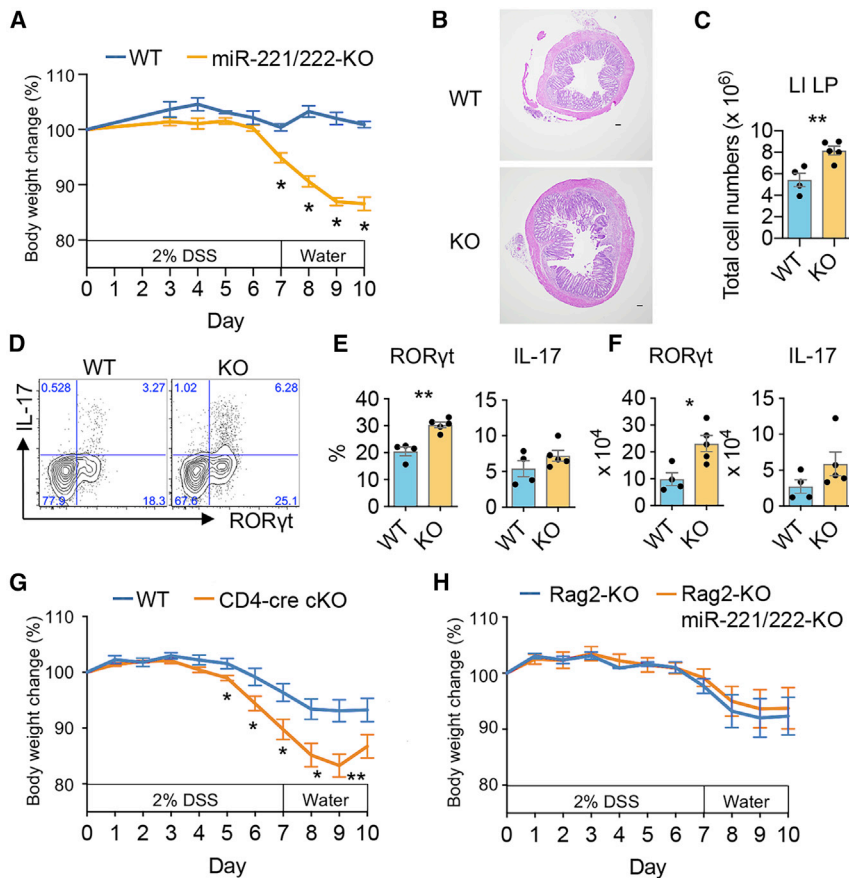 A
WT miR-221/222-KO
Body weight change (%)
110
100
90
80
2% DSS Water
0 1 2 3 4 5 6 7 8 9 10
Day
* * * *
B
WT
KO
C
LI LP
**
Total cell numbers (x 10⁶)
10
8
6
4
2
0
WT KO
D
WT KO
IL-17
0.528 3.27 1.02 6.28
77.9 18.3 67.6 25.1
RORγt
E
RORγt IL-17
**
%
40
30
20
10
0
WT KO
15
10
5
0
WT KO
F
RORγt IL-17
*
x 10⁴
40
30
20
10
0
WT KO
x 10⁴
15
10
5
0
WT KO
G
WT CD4-cre cKO
Body weight change (%)
110
100
90
80
* * * * **
2% DSS Water
0 1 2 3 4 5 6 7 8 9 10
Day
H
Rag2-KO Rag2-KO
miR-221/222-KO
Body weight change (%)
110
100
90
80
2% DSS Water
0 1 2 3 4 5 6 7 8 9 10
Day